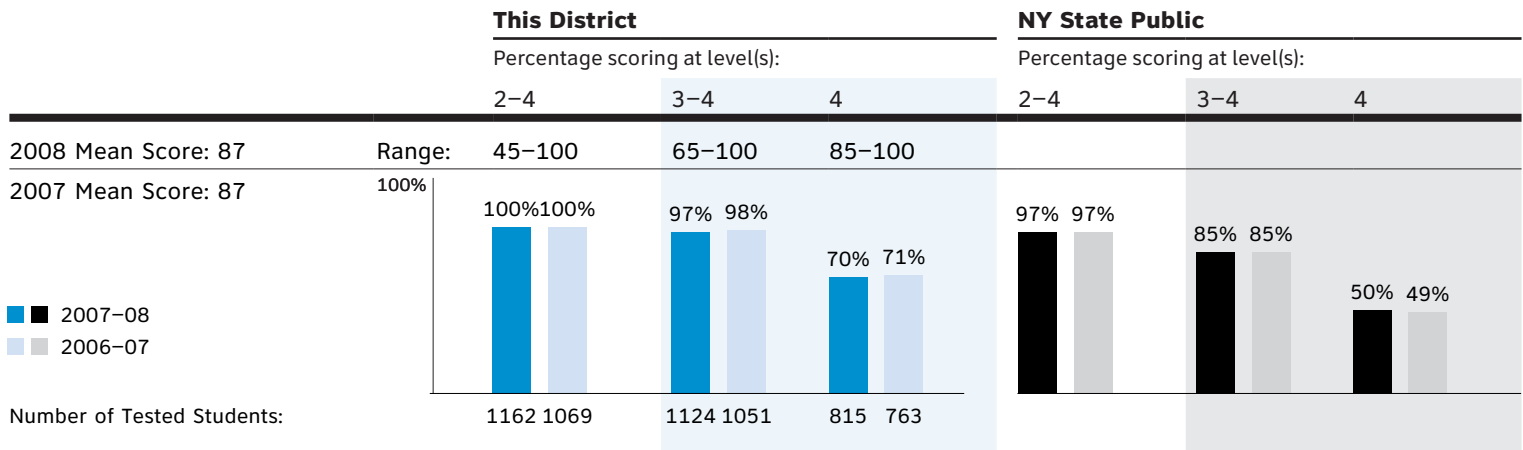 This District NY State Public
Percentage scoring at level(s): Percentage scoring at level(s):
2–4 3–4 4 2–4 3–4 4
2008 Mean Score: 87 Range: 45–100 65–100 85–100
2007 Mean Score: 87 100%
100% 100% 97% 98% 70% 71% 97% 97% 85% 85% 50% 49%
2007–08
2006–07
Number of Tested Students: 1162 1069 1124 1051 815 763